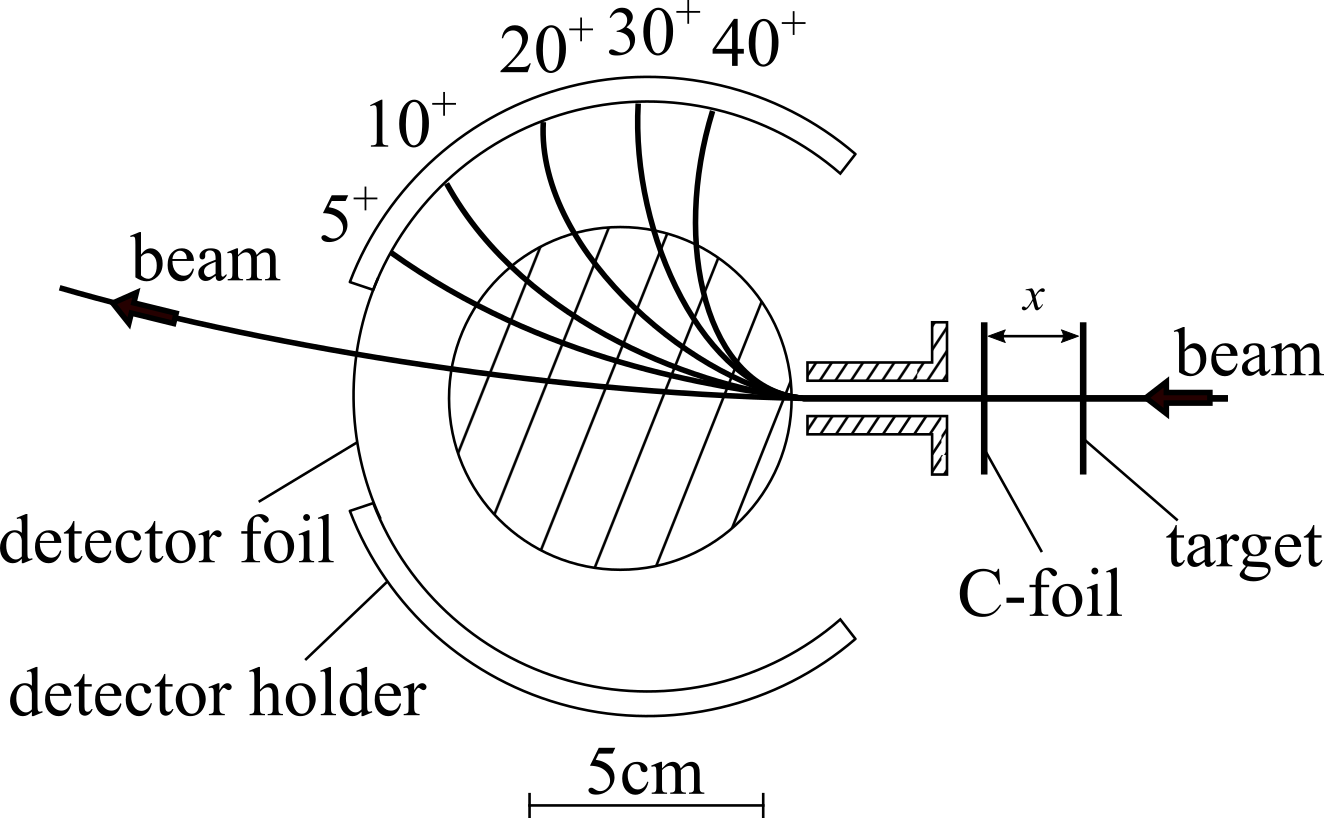 20⁺ 30⁺ 40⁺
10⁺
5⁺
beam
x
beam
detector foil
target
C-foil
detector holder
5cm